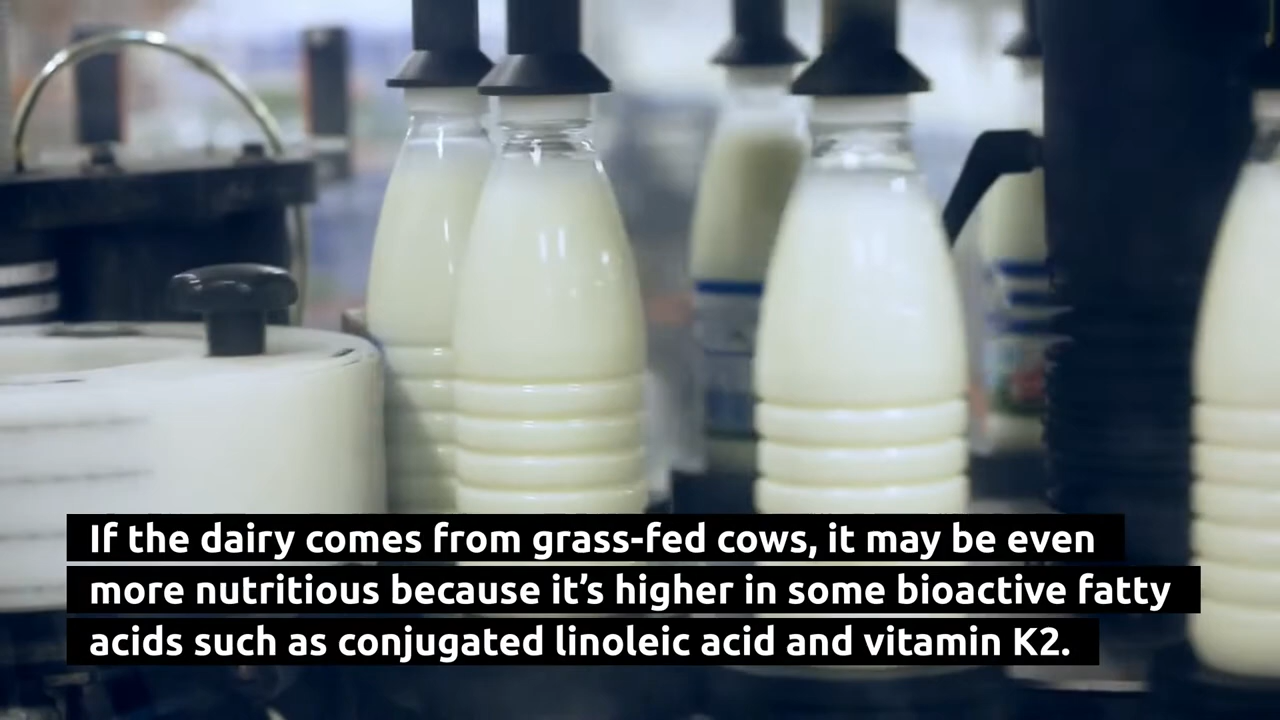 If the dairy comes from grass-fed cows, it may be even
more nutritious because it’s higher in some bioactive fatty
acids such as conjugated linoleic acid and vitamin K2.